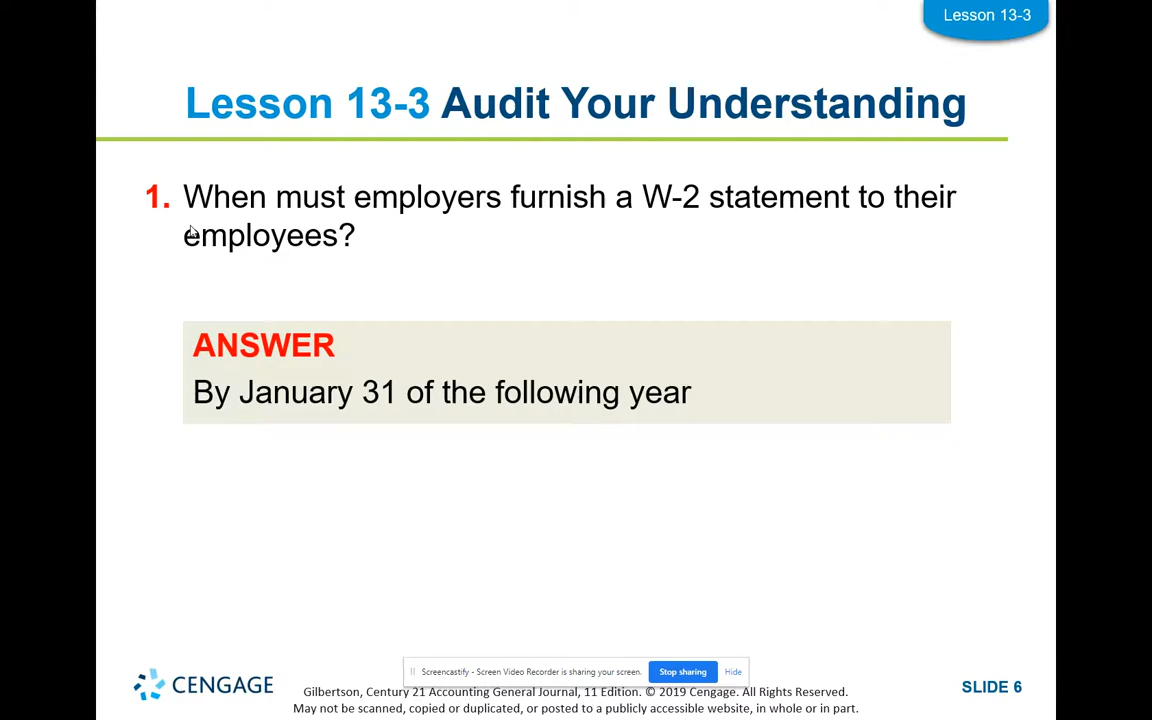 Lesson 13-3
Lesson 13-3 Audit Your Understanding
1. When must employers furnish a W-2 statement to their
employees?
ANSWER
By January 31 of the following year
Screencastify - Screen Video Recorder is sharing your screen.
Stop sharing
Hide
CENGAGE
Gilbertson, Century 21 Accounting General Journal, 11 Edition. © 2019 Cengage. All Rights Reserved.
May not be scanned, copied or duplicated, or posted to a publicly accessible website, in whole or in part.
SLIDE 6